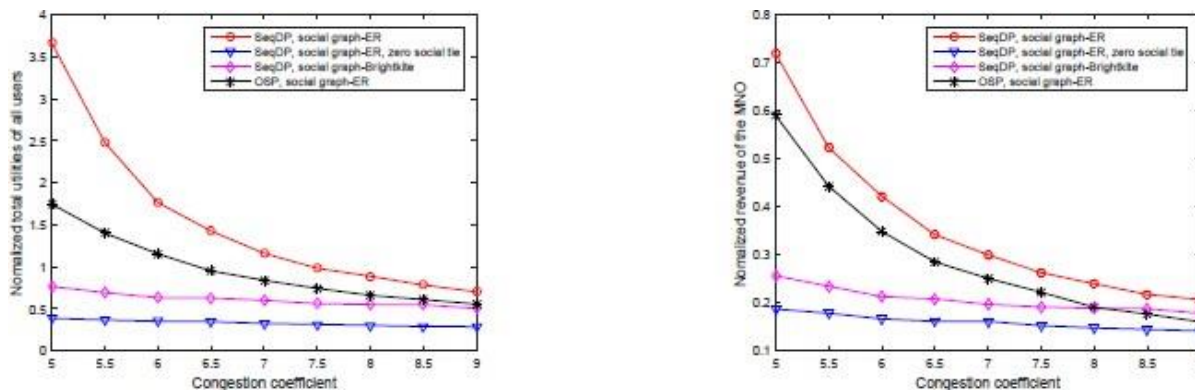 4
3.5
3
2.5
2
1.5
1
0.5
0
Normalized total utilities of all users
SeqDP, social graph-ER
SeqDP, social graph-ER, zero social tie
SeqDP, social graph-Brightkite
OSP, social graph-ER
5 5.5 6 6.5 7 7.5 8 8.5 9
Congestion coefficient
0.8
0.7
0.6
0.5
0.4
0.3
0.2
0.1
Normalized revenue of the MNO
SeqDP, social graph-ER
SeqDP, social graph-ER, zero social tie
SeqDP, social graph-Brightkite
OSP, social graph-ER
5 5.5 6 6.5 7 7.5 8 8.5
Congestion coefficient